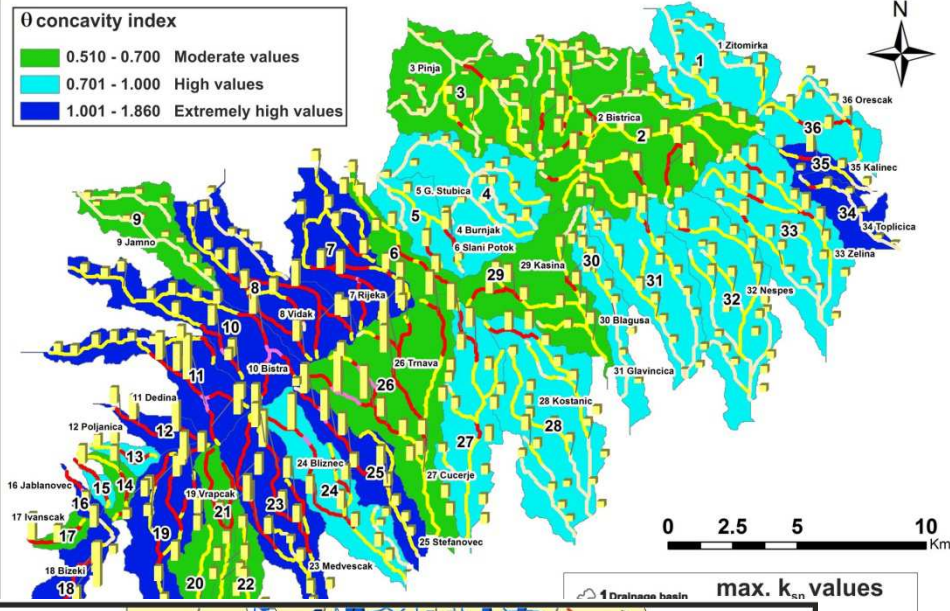 θ concavity index
0.510 - 0.700 Moderate values
0.701 - 1.000 High values
1.001 - 1.860 Extremely high values
N
1 Zitomirka
1
3 Pinja
3
36 Orescak
36
2 Bistrica
2
35
35 Kalinec
5 G. Stubica
4
34
34 Toplicica
9
5
4 Burnjak
33
9 Jamno
6
6 Slani Potok
33 Zelina
7
29 Kasina
30
29
31
8
7 Rijeka
32 Nespes
32
10
8 Vidak
30 Blagusa
26 Trnava
31 Glavincica
10 Bistra
11
26
11 Dedina
28 Kostanic
12 Poljanica
12
27
28
13
24 Bliznec
25
16 Jablanovec
15
14
24
27 Cucerje
16
19 Vrapcak
23
17 Ivanscak
21
17
19
25 Stefanovec
18 Bizeki
23 Medvescak
18
20
22
0 2.5 5 10
Km
1 Drainage basin
max. ksn values